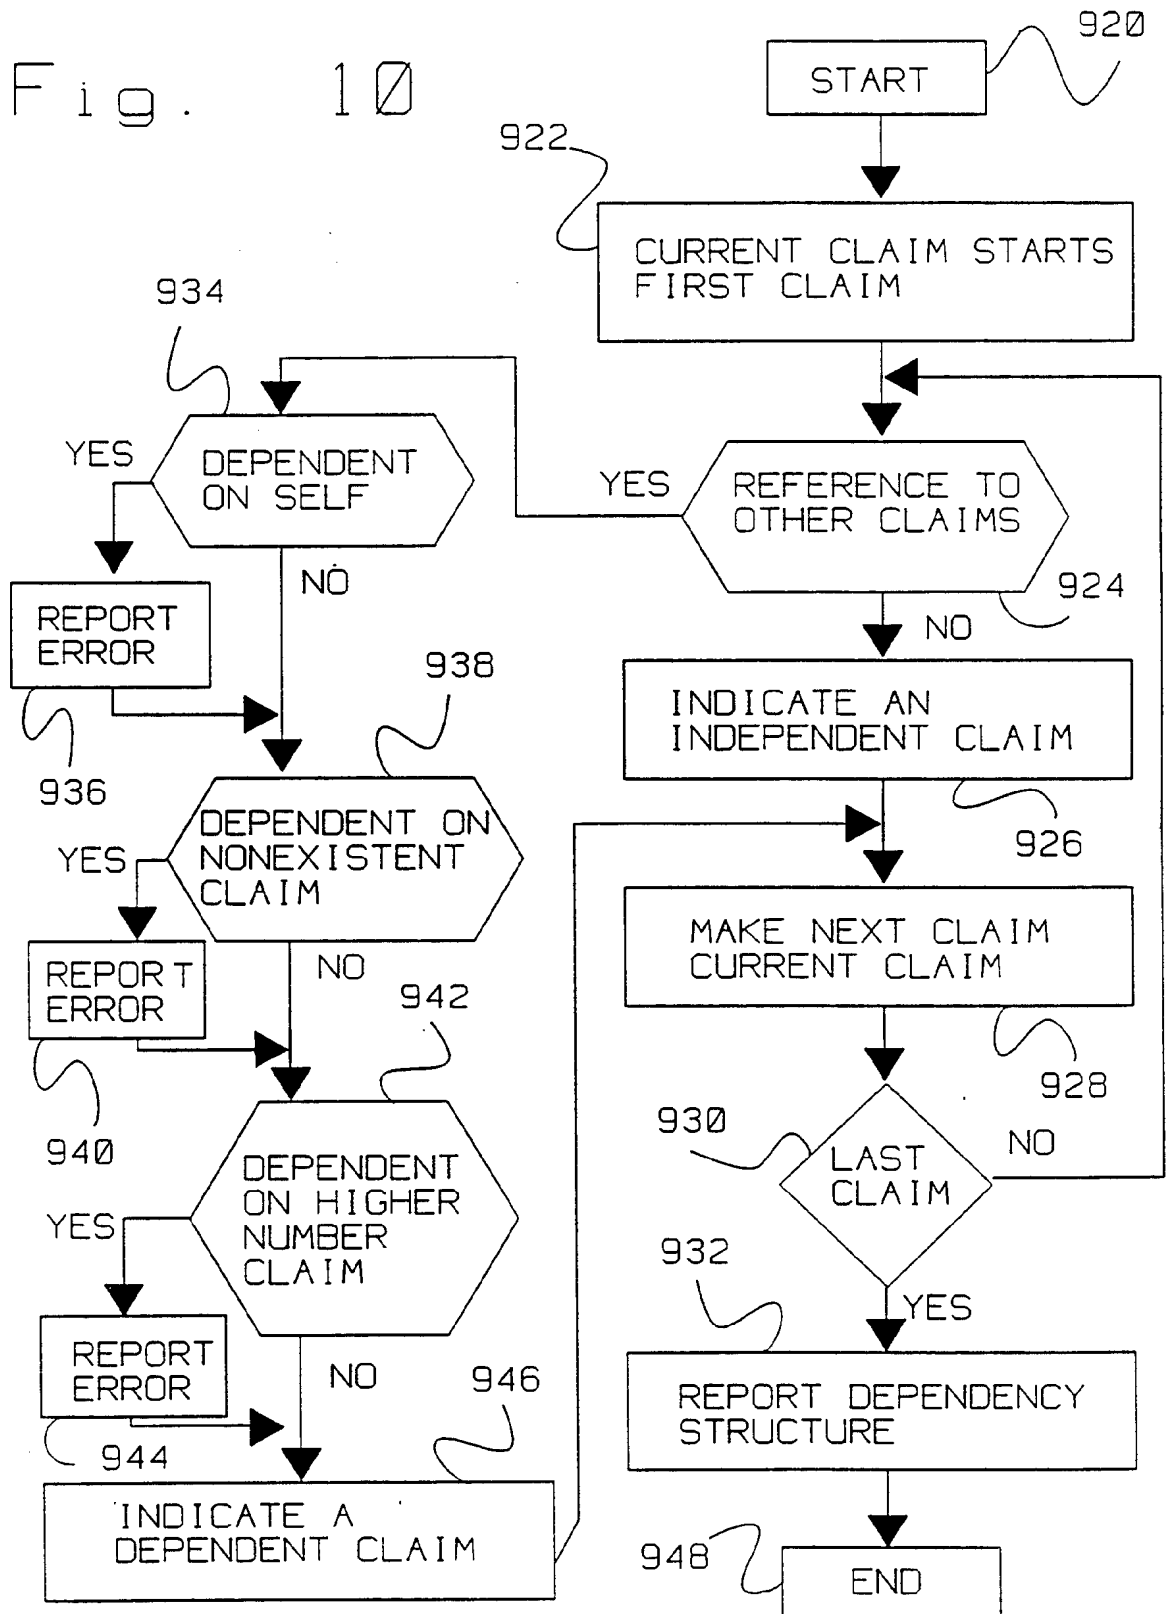 Fig. 10
920
START
922
CURRENT CLAIM STARTS
FIRST CLAIM
934
YES
DEPENDENT
ON SELF
NO
YES
REFERENCE TO
OTHER CLAIMS
924
NO
REPORT
ERROR
936
938
INDICATE AN
INDEPENDENT CLAIM
926
YES
DEPENDENT ON
NONEXISTENT
CLAIM
NO
REPORT
ERROR
940
942
MAKE NEXT CLAIM
CURRENT CLAIM
928
930
LAST
CLAIM
NO
YES
YES
DEPENDENT
ON HIGHER
NUMBER
CLAIM
NO
REPORT
ERROR
944
946
932
REPORT DEPENDENCY
STRUCTURE
INDICATE A
DEPENDENT CLAIM
948
END